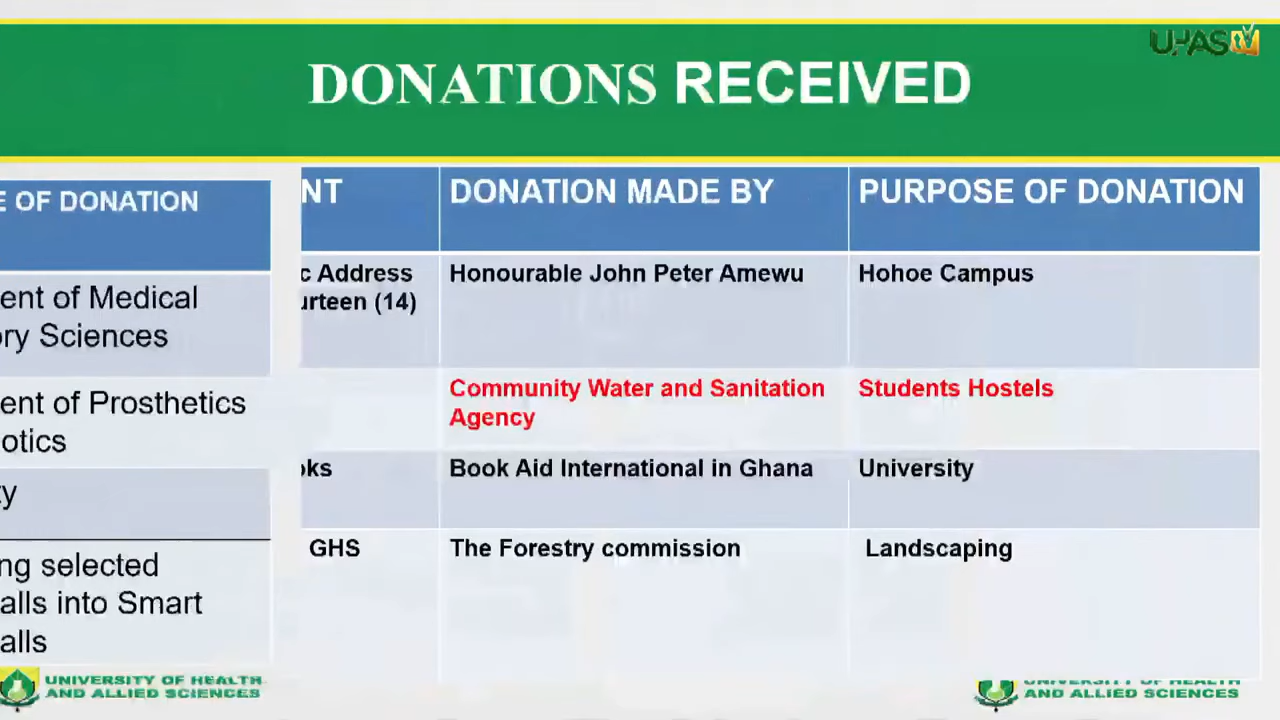 UHAS tv
DONATIONS RECEIVED
E OF DONATION
ent of Medical
ory Sciences
ent of Prosthetics
otics
ty
ng selected
alls into Smart
alls
NT
DONATION MADE BY
PURPOSE OF DONATION
c Address
urteen (14)
Honourable John Peter Amewu
Hohoe Campus
Community Water and Sanitation
Agency
Students Hostels
oks
Book Aid International in Ghana
University
GHS
The Forestry commission
Landscaping
UNIVERSITY OF HEALTH
AND ALLIED SCIENCES
UNIVERSITY OF HEALTH
AND ALLIED SCIENCES